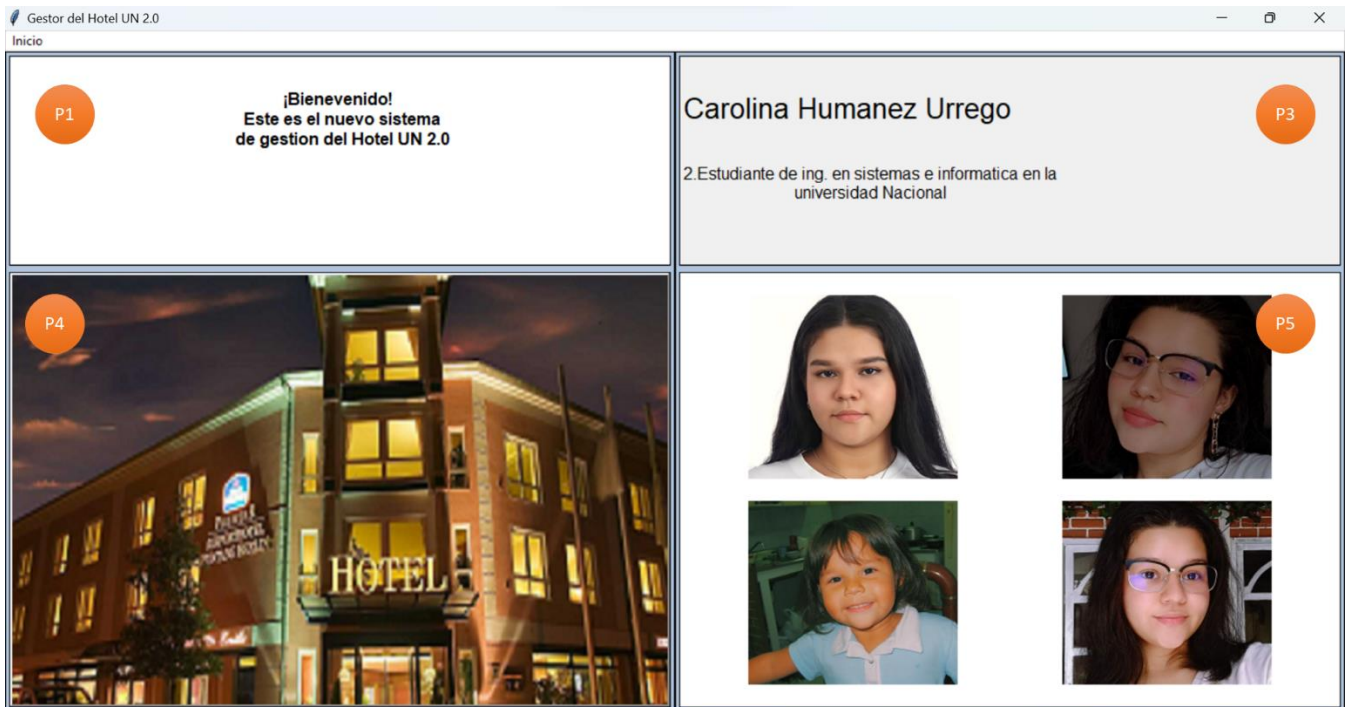 Gestor del Hotel UN 2.0
Inicio
P1
¡Bienevenido!
Este es el nuevo sistema
de gestion del Hotel UN 2.0
Carolina Humanez Urrego
P3
2.Estudiante de ing. en sistemas e informatica en la
universidad Nacional
P4
HOTEL
P5